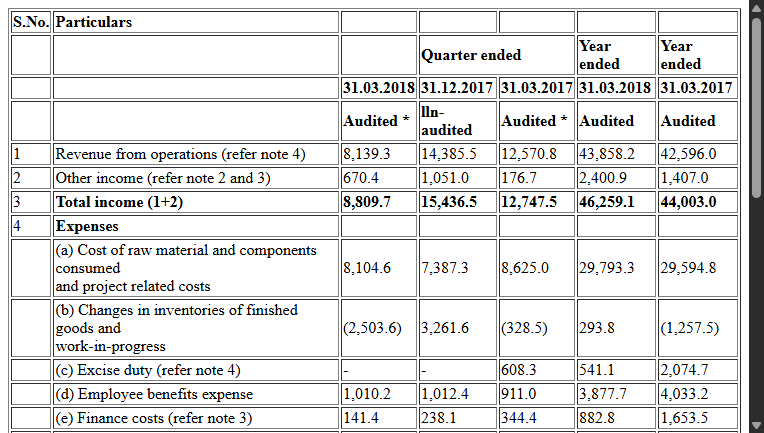 S.No. Particulars
Quarter ended Year ended Year ended
31.03.2018 31.12.2017 31.03.2017 31.03.2018 31.03.2017
Audited * lln-audited Audited * Audited Audited
1 Revenue from operations (refer note 4) 8,139.3 14,385.5 12,570.8 43,858.2 42,596.0
2 Other income (refer note 2 and 3) 670.4 1,051.0 176.7 2,400.9 1,407.0
3 Total income (1+2) 8,809.7 15,436.5 12,747.5 46,259.1 44,003.0
4 Expenses
(a) Cost of raw material and components
consumed
and project related costs 8,104.6 7,387.3 8,625.0 29,793.3 29,594.8
(b) Changes in inventories of finished
goods and
work-in-progress (2,503.6) 3,261.6 (328.5) 293.8 (1,257.5)
(c) Excise duty (refer note 4) - - 608.3 541.1 2,074.7
(d) Employee benefits expense 1,010.2 1,012.4 911.0 3,877.7 4,033.2
(e) Finance costs (refer note 3) 141.4 238.1 344.4 882.8 1,653.5